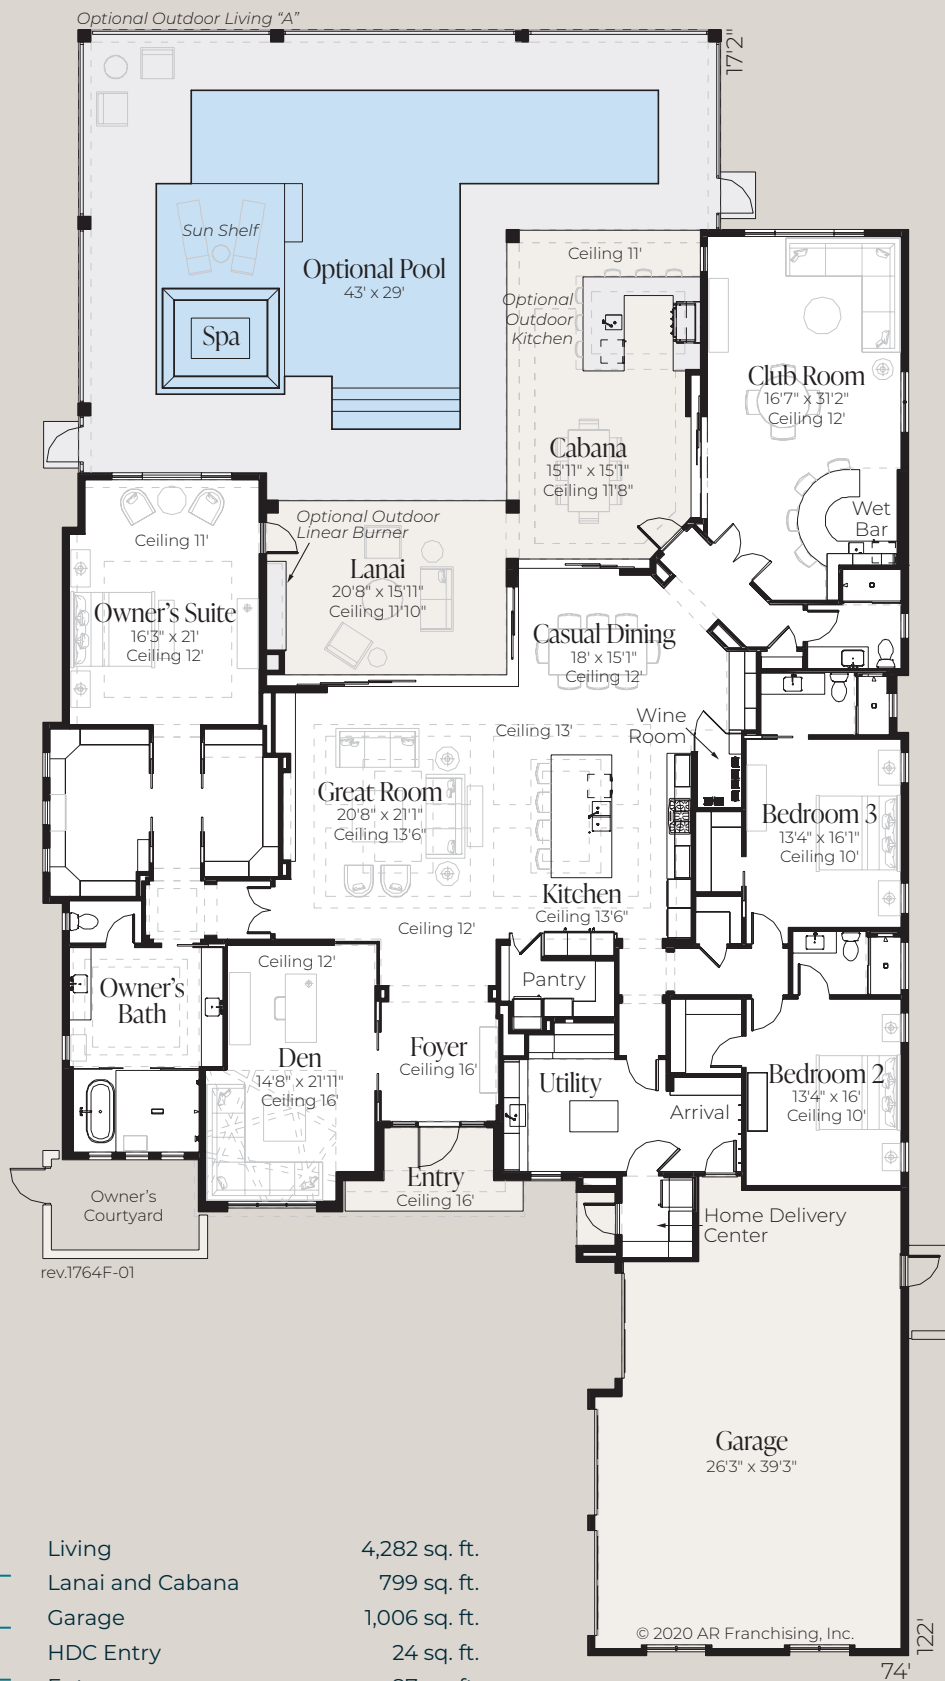 Optional Outdoor Living “A”
17'2"
Sun Shelf
Optional Pool
43' x 29'
Spa
Ceiling 11'
Optional
Outdoor
Kitchen
Club Room
16'7" x 31'2"
Ceiling 12'
Cabana
15'11" x 15'1"
Ceiling 11'8"
Wet
Bar
Optional Outdoor
Linear Burner
Ceiling 11'
Lanai
20'8" x 15'11"
Ceiling 11'10"
Owner's Suite
16'3" x 21'
Ceiling 12'
Casual Dining
18' x 15'1"
Ceiling 12'
Wine
Room
Ceiling 13'
Great Room
20'8" x 21'1"
Ceiling 13'6"
Bedroom 3
13'4" x 16'1"
Ceiling 10'
Kitchen
Ceiling 13'6"
Ceiling 12'
Ceiling 12'
Pantry
Owner's
Bath
Den
14'8" x 21'11"
Ceiling 16'
Foyer
Ceiling 16'
Utility
Bedroom 2
13'4" x 16'
Ceiling 10'
Arrival
Entry
Ceiling 16'
Owner's
Courtyard
Home Delivery
Center
rev.1764F-01
Garage
26'3" x 39'3"
Living 4,282 sq. ft.
Lanai and Cabana 799 sq. ft.
Garage 1,006 sq. ft.
HDC Entry 24 sq. ft.
© 2020 AR Franchising, Inc.
122'
74'